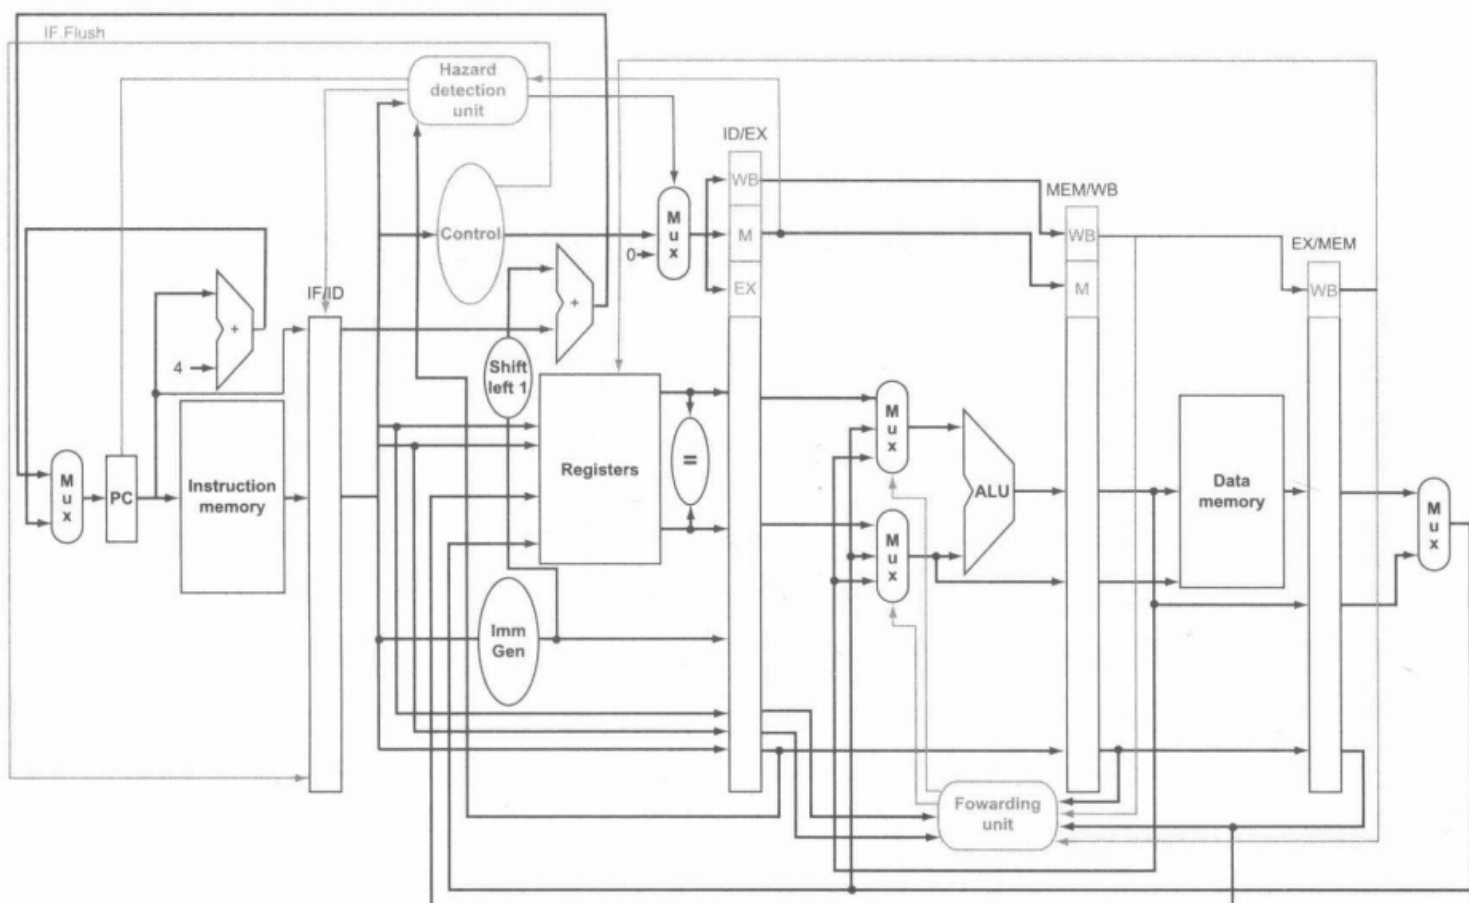 IF.Flush
Hazard
detection
unit
ID/EX
WB
MEM/WB
Control
M
u
x
M
WB
EX/MEM
0
EX
M
WB
IF/ID
+
+
4
Shift
left 1
M
u
x
Registers
=
M
u
x
PC
Instruction
memory
ALU
Data
memory
M
u
x
M
u
x
Imm
Gen
Fowarding
unit